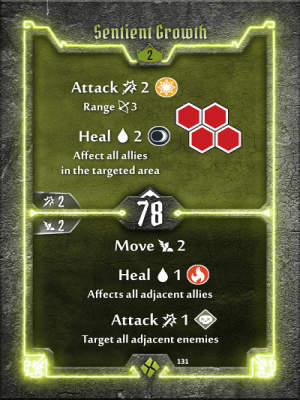 Sentient Growth
2
Attack 2
Range 3
Heal 2
Affect all allies
in the targeted area
2
78
2
Move 2
Heal 1
Affects all adjacent allies
Attack 1
Target all adjacent enemies
131